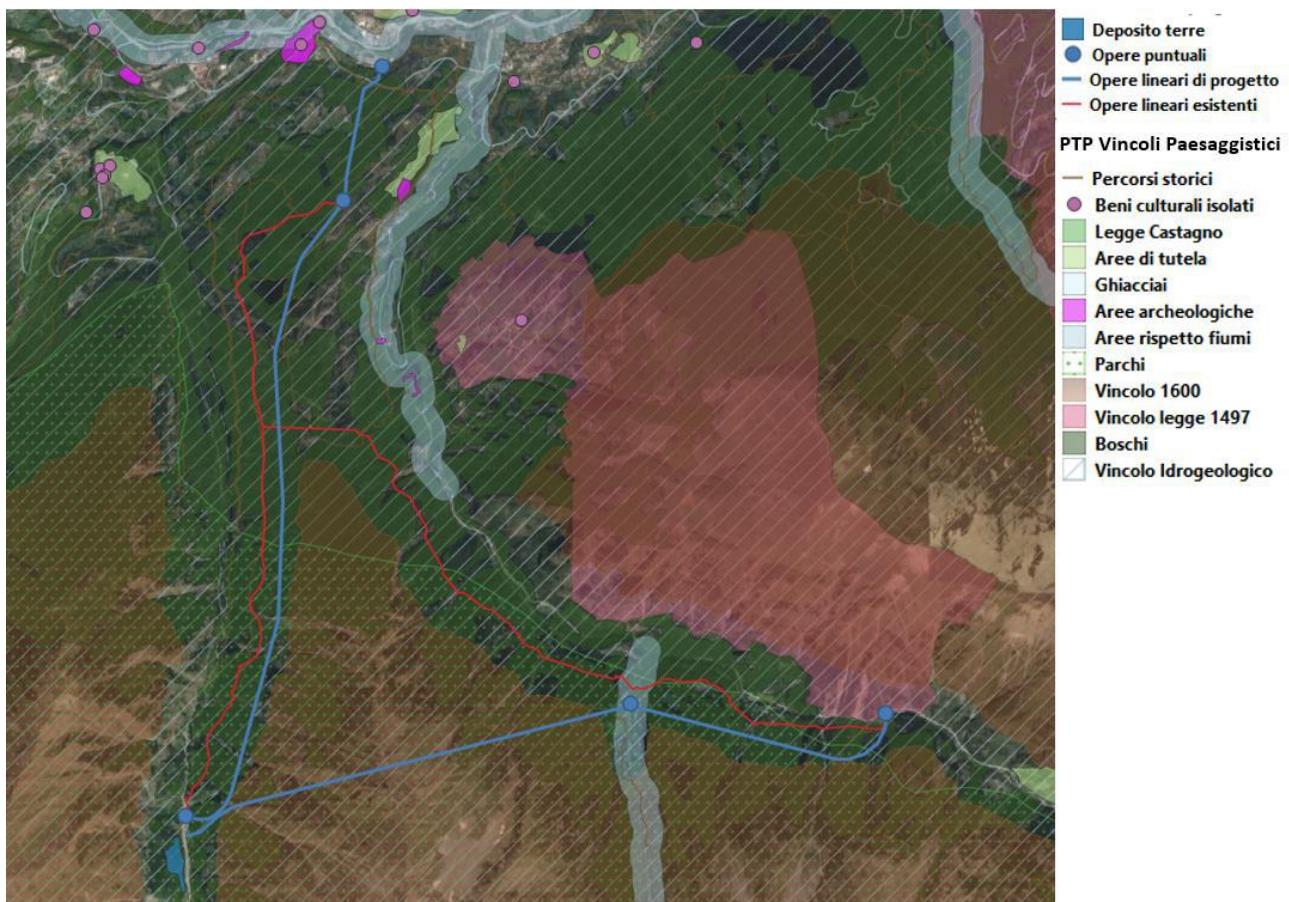 Deposito terre
Opere puntuali
Opere lineari di progetto
Opere lineari esistenti
PTP Vincoli Paesaggistici
Percorsi storici
Beni culturali isolati
Legge Castagno
Aree di tutela
Ghiacciai
Aree archeologiche
Aree rispetto fiumi
Parchi
Vincolo 1600
Vincolo legge 1497
Boschi
Vincolo Idrogeologico